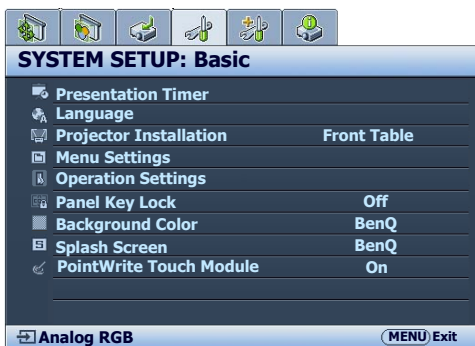 SYSTEM SETUP: Basic
Presentation Timer
Language
Projector Installation Front Table
Menu Settings
Operation Settings
Panel Key Lock Off
Background Color BenQ
Splash Screen BenQ
PointWrite Touch Module On
Analog RGB MENU Exit